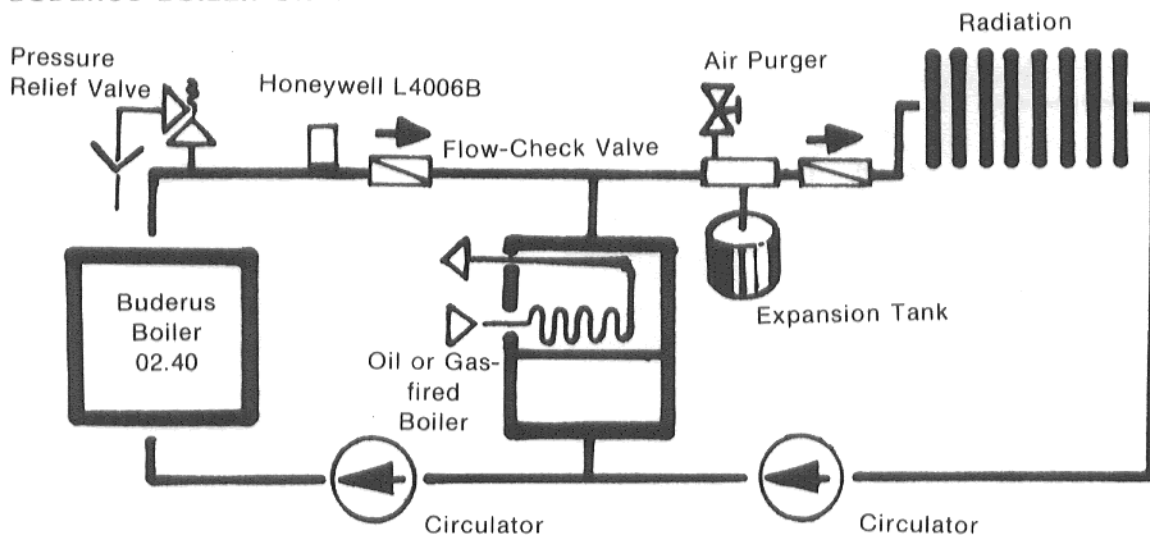 Radiation
Pressure
Relief Valve
Honeywell L4006B
Air Purger
Flow-Check Valve
Buderus
Boiler
02.40
Oil or Gas-
fired
Boiler
Expansion Tank
Circulator
Circulator